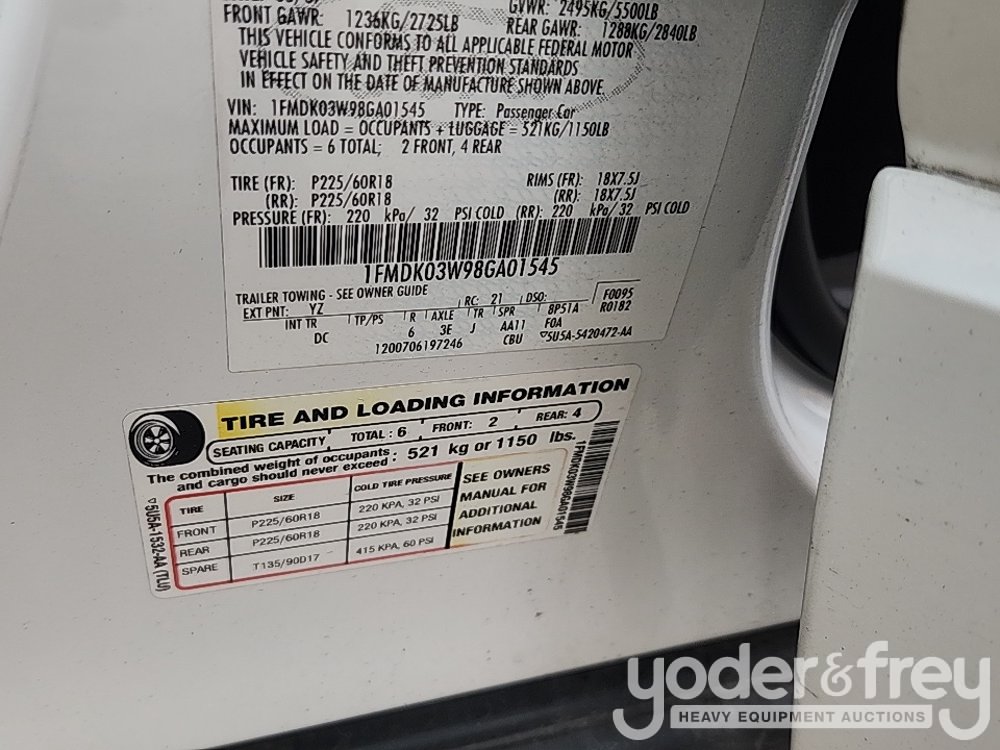 GVWR: 2495KG/5500LB
FRONT GAWR: 1236KG/2725LB REAR GAWR: 1288KG/2840LB
THIS VEHICLE CONFORMS TO ALL APPLICABLE FEDERAL MOTOR
VEHICLE SAFETY AND THEFT PREVENTION STANDARDS
IN EFFECT ON THE DATE OF MANUFACTURE SHOWN ABOVE.
VIN: 1FMDK03W98GA01545 TYPE: Passenger Car
MAXIMUM LOAD = OCCUPANTS + LUGGAGE = 521KG/1150LB
OCCUPANTS = 6 TOTAL; 2 FRONT, 4 REAR
TIRE (FR): P225/60R18 RIMS (FR): 18X7.5J
(RR): P225/60R18 (RR): 18X7.5J
PRESSURE (FR): 220 kPa/ 32 PSI COLD (RR): 220 kPa/ 32 PSI COLD
1FMDK03W98GA01545
TRAILER TOWING - SEE OWNER GUIDE
EXT PNT: YZ RC: 21 DSO: F0095
INT TR TP/PS R AXLE TR SPR 8P51A R0182
DC 6 3E J AA11 FOA
1200706197246 CBU 5U5A-5420472-AA
TIRE AND LOADING INFORMATION
SEATING CAPACITY TOTAL : 6 FRONT: 2 REAR: 4
The combined weight of occupants and cargo should never exceed : 521 kg or 1150 lbs.
TIRE SIZE COLD TIRE PRESSURE
FRONT P225/60R18 220 KPA, 32 PSI
REAR P225/60R18 220 KPA, 32 PSI
SPARE T135/90D17 415 KPA, 60 PSI
SEE OWNERS
MANUAL FOR
ADDITIONAL
INFORMATION
1FMDK03W98GA01545
5U5A-1532-AA (TLU)
yoder&frey
HEAVY EQUIPMENT AUCTIONS